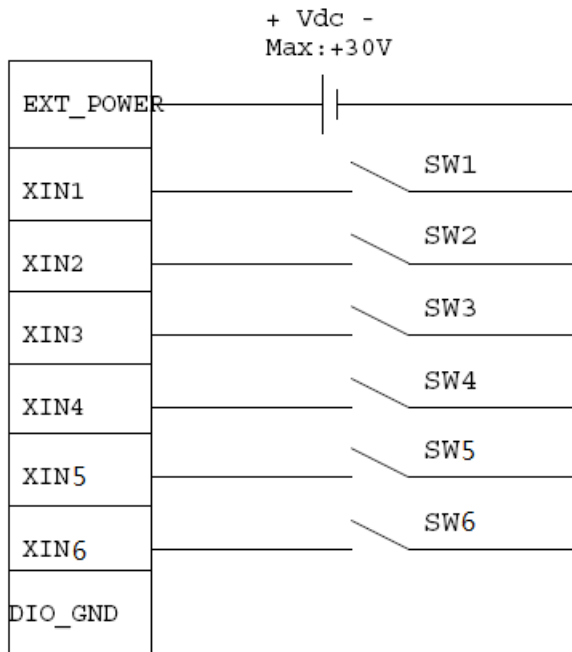 + Vdc -
Max:+30V
EXT_POWER
SW1
XIN1
SW2
XIN2
SW3
XIN3
SW4
XIN4
SW5
XIN5
SW6
XIN6
DIO_GND